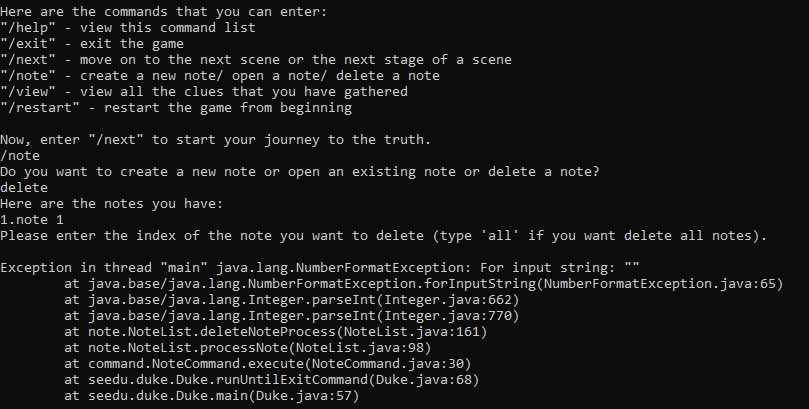 Here are the commands that you can enter:
"/help" - view this command list
"/exit" - exit the game
"/next" - move on to the next scene or the next stage of a scene
"/note" - create a new note/ open a note/ delete a note
"/view" - view all the clues that you have gathered
"/restart" - restart the game from beginning
Now, enter "/next" to start your journey to the truth.
/note
Do you want to create a new note or open an existing note or delete a note?
delete
Here are the notes you have:
1.note 1
Please enter the index of the note you want to delete (type 'all' if you want delete all notes).
Exception in thread "main" java.lang.NumberFormatException: For input string: ""
at java.base/java.lang.NumberFormatException.forInputString(NumberFormatException.java:65)
at java.base/java.lang.Integer.parseInt(Integer.java:662)
at java.base/java.lang.Integer.parseInt(Integer.java:770)
at note.NoteList.deleteNoteProcess(NoteList.java:161)
at note.NoteList.processNote(NoteList.java:98)
at command.NoteCommand.execute(NoteCommand.java:30)
at seedu.duke.Duke.runUntilExitCommand(Duke.java:68)
at seedu.duke.Duke.main(Duke.java:57)